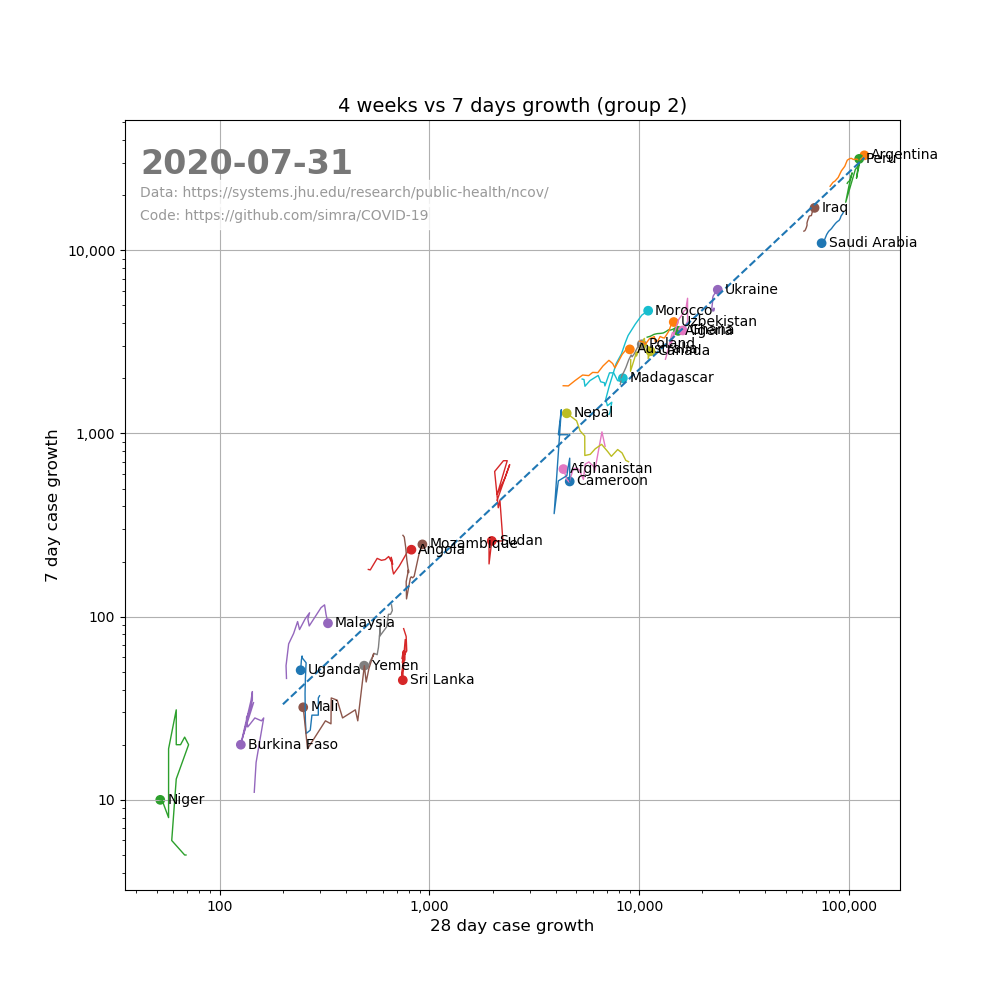 4 weeks vs 7 days growth (group 2)
2020-07-31
Data: https://systems.jhu.edu/research/public-health/ncov/
Code: https://github.com/simra/COVID-19
Argentina
Peru
Iraq
Saudi Arabia
10,000
Ukraine
Morocco
Uzbekistan
Ghana
Algeria
Poland
Australia
Canada
Madagascar
Nepal
1,000
Afghanistan
Cameroon
Sudan
Mozambique
Angola
100
Malaysia
Yemen
Uganda
Sri Lanka
Mali
Burkina Faso
10
Niger
7 day case growth
100
1,000
10,000
100,000
28 day case growth